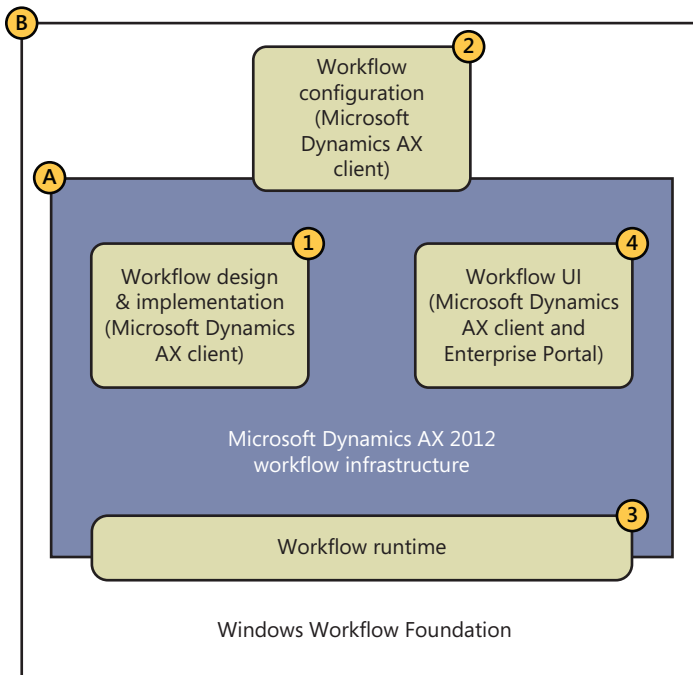 B
2
Workflow
configuration
(Microsoft
Dynamics AX
client)
A
1
Workflow design
& implementation
(Microsoft Dynamics
AX client)
4
Workflow UI
(Microsoft Dynamics
AX client and
Enterprise Portal)
Microsoft Dynamics AX 2012
workflow infrastructure
3
Workflow runtime
Windows Workflow Foundation